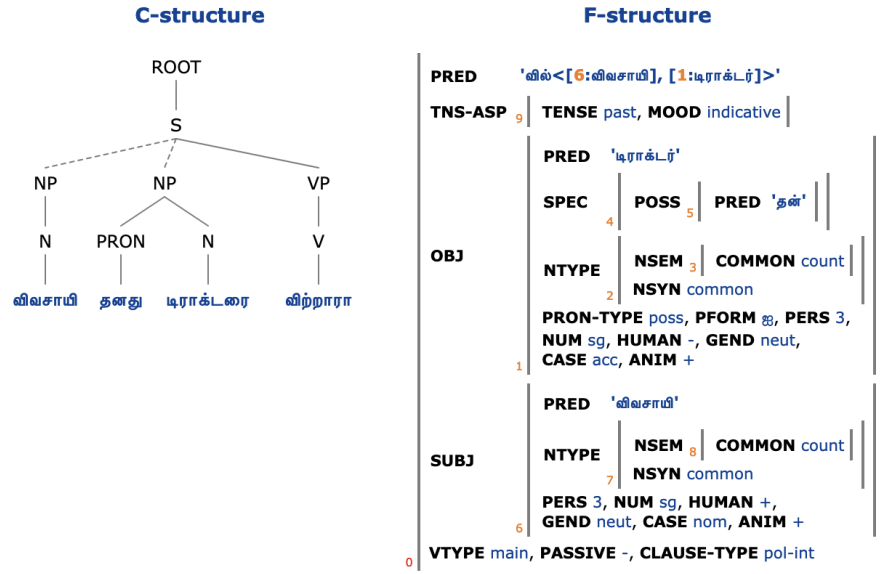 C-structure
F-structure
ROOT
S
NP NP VP
N PRON N V
விவசாயி தனது டிராக்டரை விற்றாரா
PRED 'வில்<[6:விவசாயி], [1:டிராக்டர்]>'
TNS-ASP 9 TENSE past, MOOD indicative
PRED 'டிராக்டர்'
SPEC 4 POSS 5 PRED 'தன்'
OBJ
NTYPE NSEM 3 COMMON count
2 NSYN common
PRON-TYPE poss, PFORM ஐ, PERS 3,
NUM sg, HUMAN -, GEND neut,
1 CASE acc, ANIM +
PRED 'விவசாயி'
NTYPE NSEM 8 COMMON count
SUBJ
7 NSYN common
PERS 3, NUM sg, HUMAN +,
6 GEND neut, CASE nom, ANIM +
0 VTYPE main, PASSIVE -, CLAUSE-TYPE pol-int